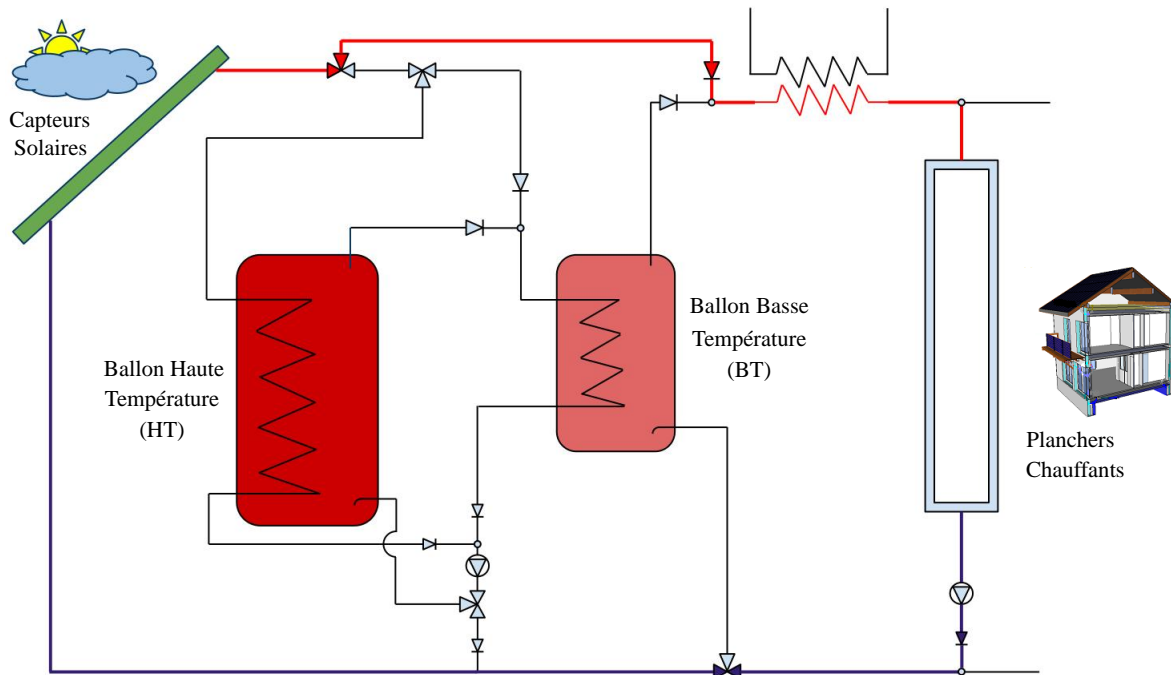 Capteurs
Solaires
Ballon Haute
Température
(HT)
Ballon Basse
Température
(BT)
Planchers
Chauffants